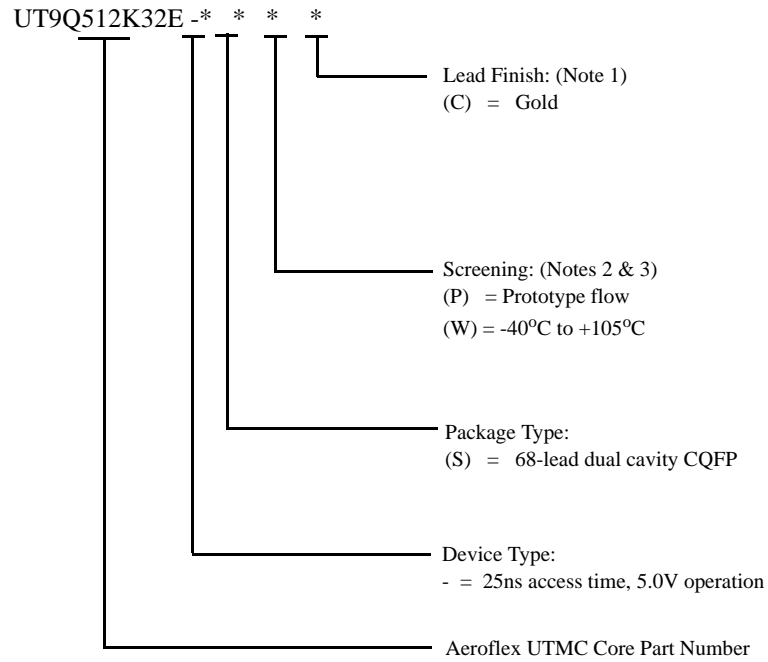 UT9Q512K32E -* * * *
Lead Finish: (Note 1)
(C) = Gold
Screening: (Notes 2 & 3)
(P) = Prototype flow
(W) = -40°C to +105°C
Package Type:
(S) = 68-lead dual cavity CQFP
Device Type:
- = 25ns access time, 5.0V operation
Aeroflex UTMC Core Part Number